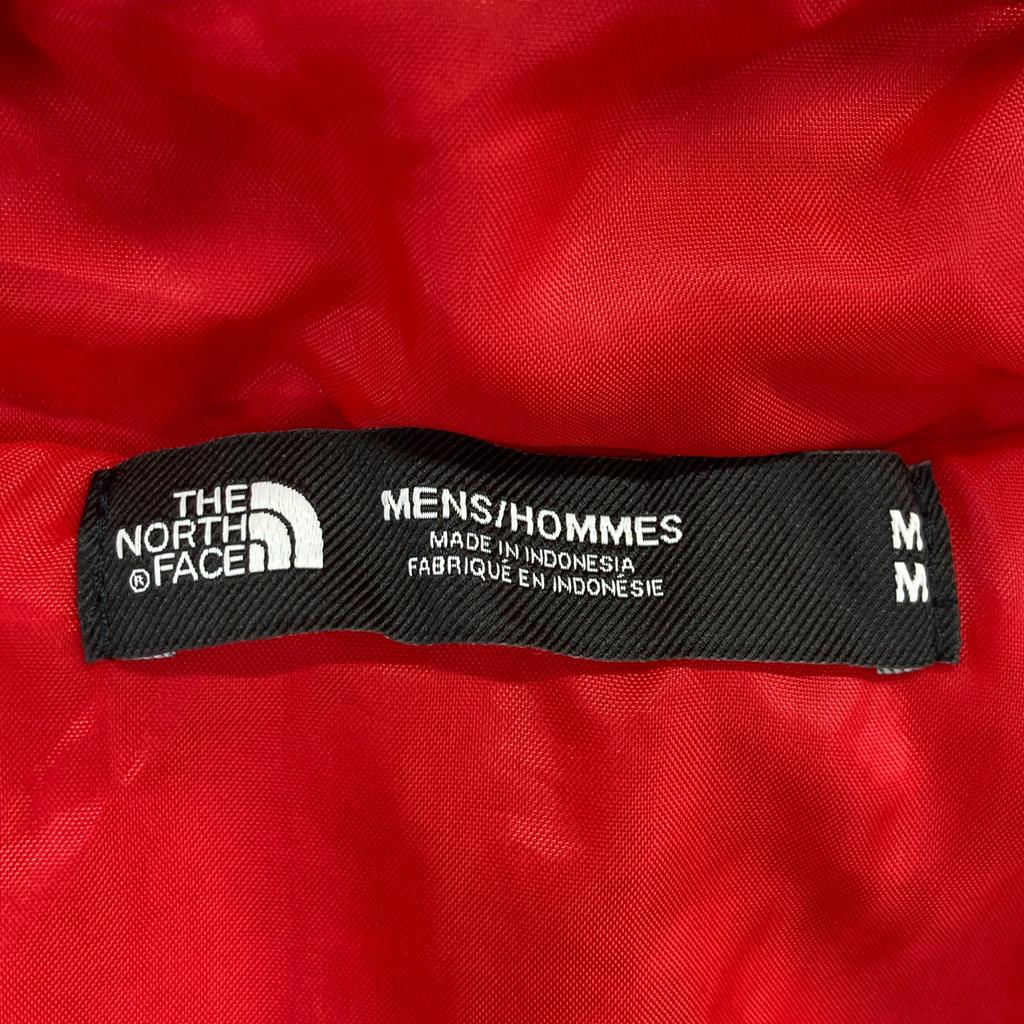 THE
NORTH
® FACE
MENS/HOMMES
MADE IN INDONESIA
FABRIQUÉ EN INDONÉSIE
M
M